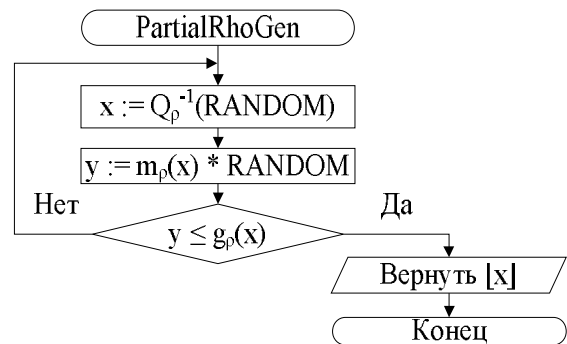 PartialRhoGen
x := Qρ⁻¹(RANDOM)
y := mρ(x) * RANDOM
Нет
Да
y ≤ gρ(x)
Вернуть ⌊x⌋
Конец